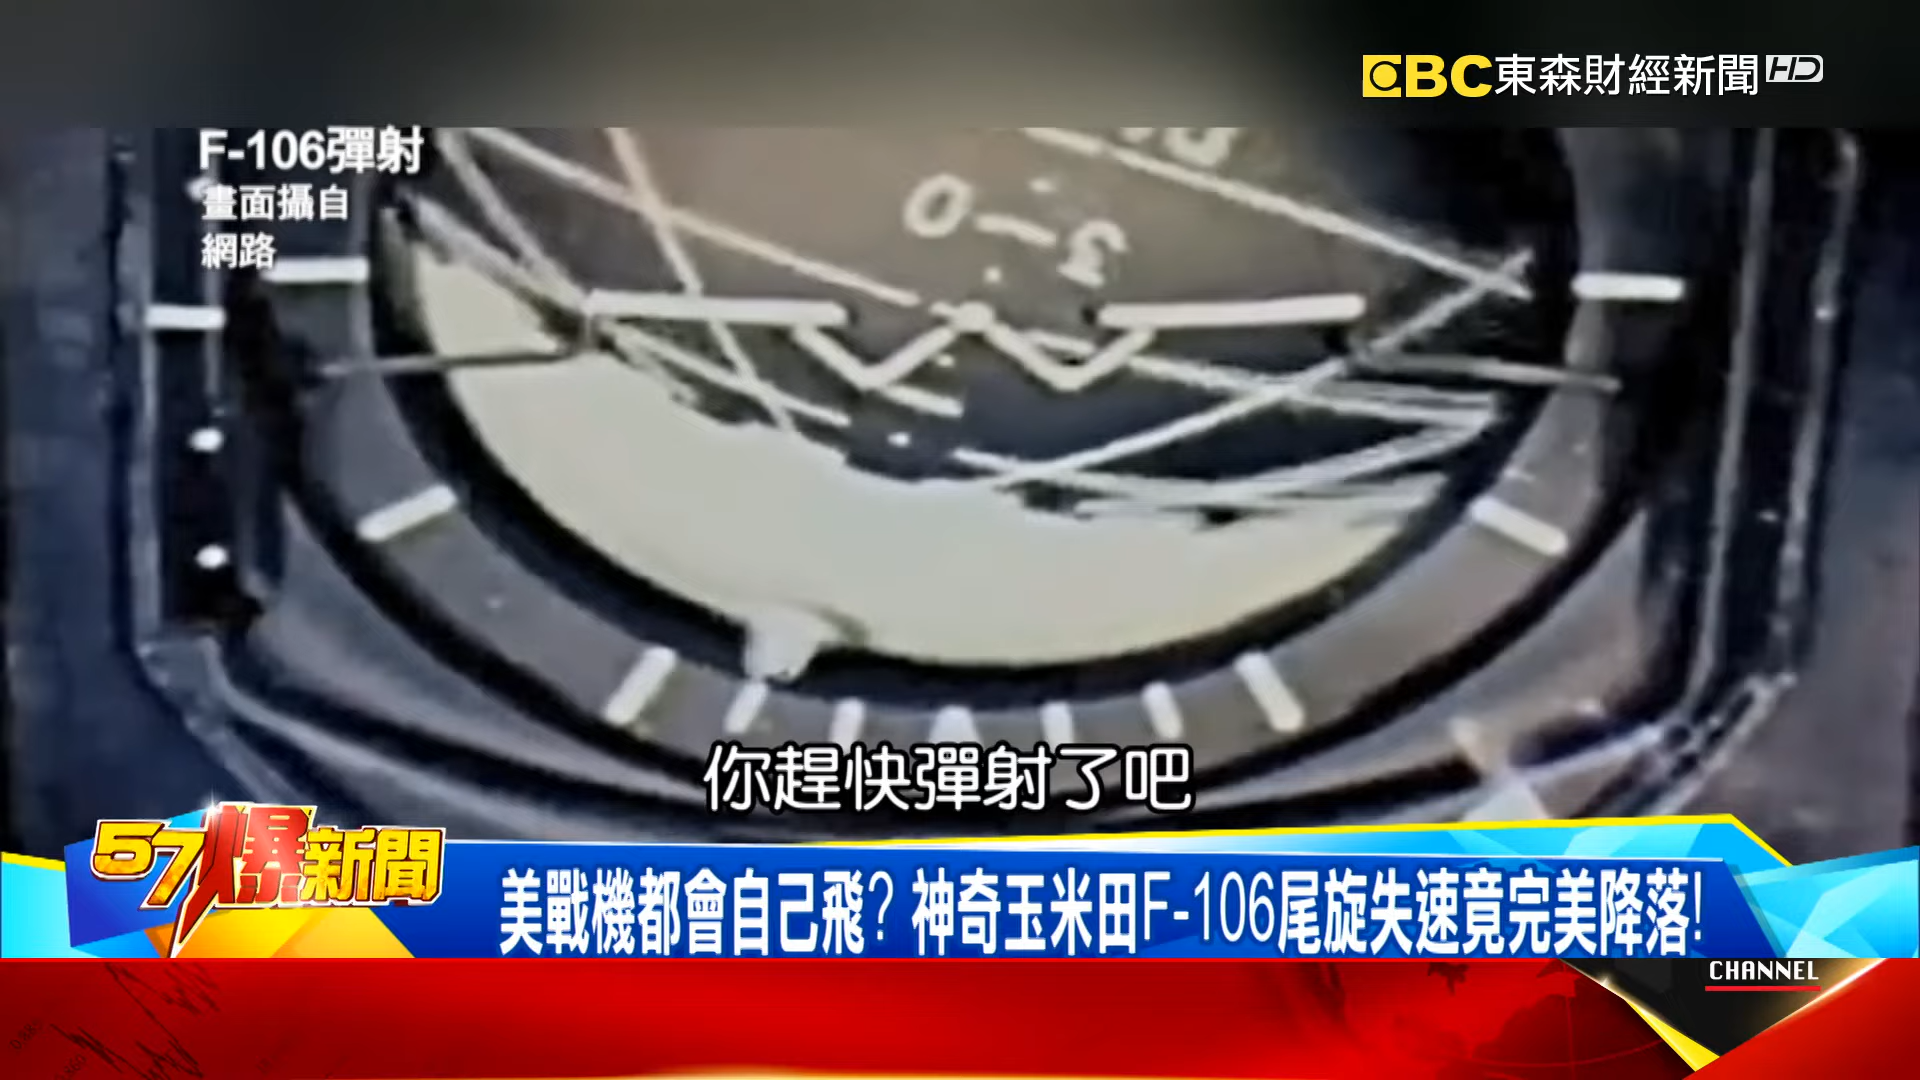 EBC東森財經新聞HD
F-106彈射
畫面攝自
網路
你趕快彈射了吧
57爆新聞
美戰機都會自己飛? 神奇玉米田F-106尾旋失速竟完美降落!
CHANNEL